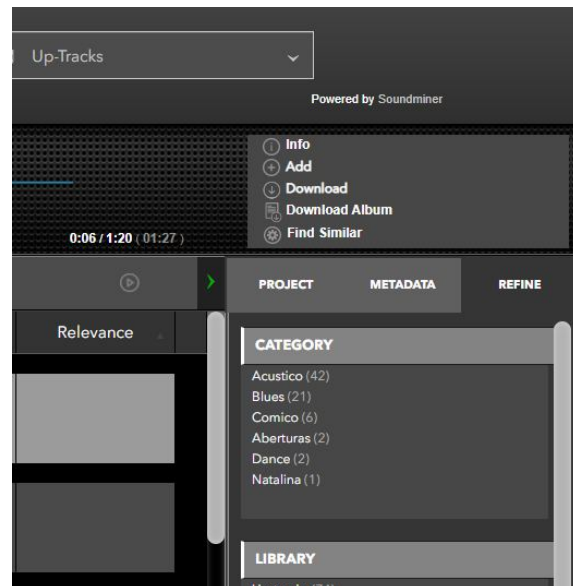 Up-Tracks
Powered by Soundminer
Info
Add
Download
Download Album
Find Similar
0:06 / 1:20 ( 01:27 )
PROJECT METADATA REFINE
Relevance
CATEGORY
Acustico (42)
Blues (21)
Comico (6)
Aberturas (2)
Dance (2)
Natalina (1)
LIBRARY